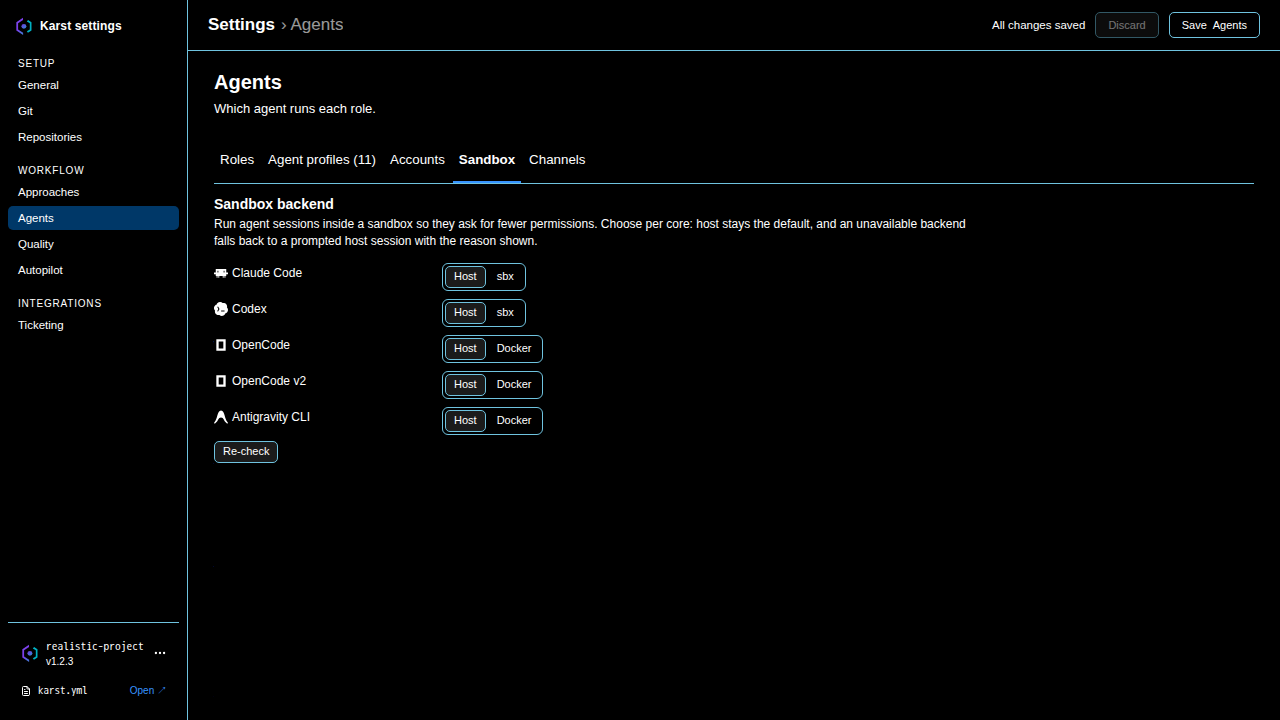 Karst settings
SETUP
General
Git
Repositories
WORKFLOW
Approaches
Agents
Quality
Autopilot
INTEGRATIONS
Ticketing
realistic-project
v1.2.3
karst.yml
Open ↗
Settings › Agents
All changes saved
Discard
Save Agents
Agents
Which agent runs each role.
Roles
Agent profiles (11)
Accounts
Sandbox
Channels
Sandbox backend
Run agent sessions inside a sandbox so they ask for fewer permissions. Choose per core: host stays the default, and an unavailable backend
falls back to a prompted host session with the reason shown.
Claude Code
Host
sbx
Codex
Host
sbx
OpenCode
Host
Docker
OpenCode v2
Host
Docker
Antigravity CLI
Host
Docker
Re-check